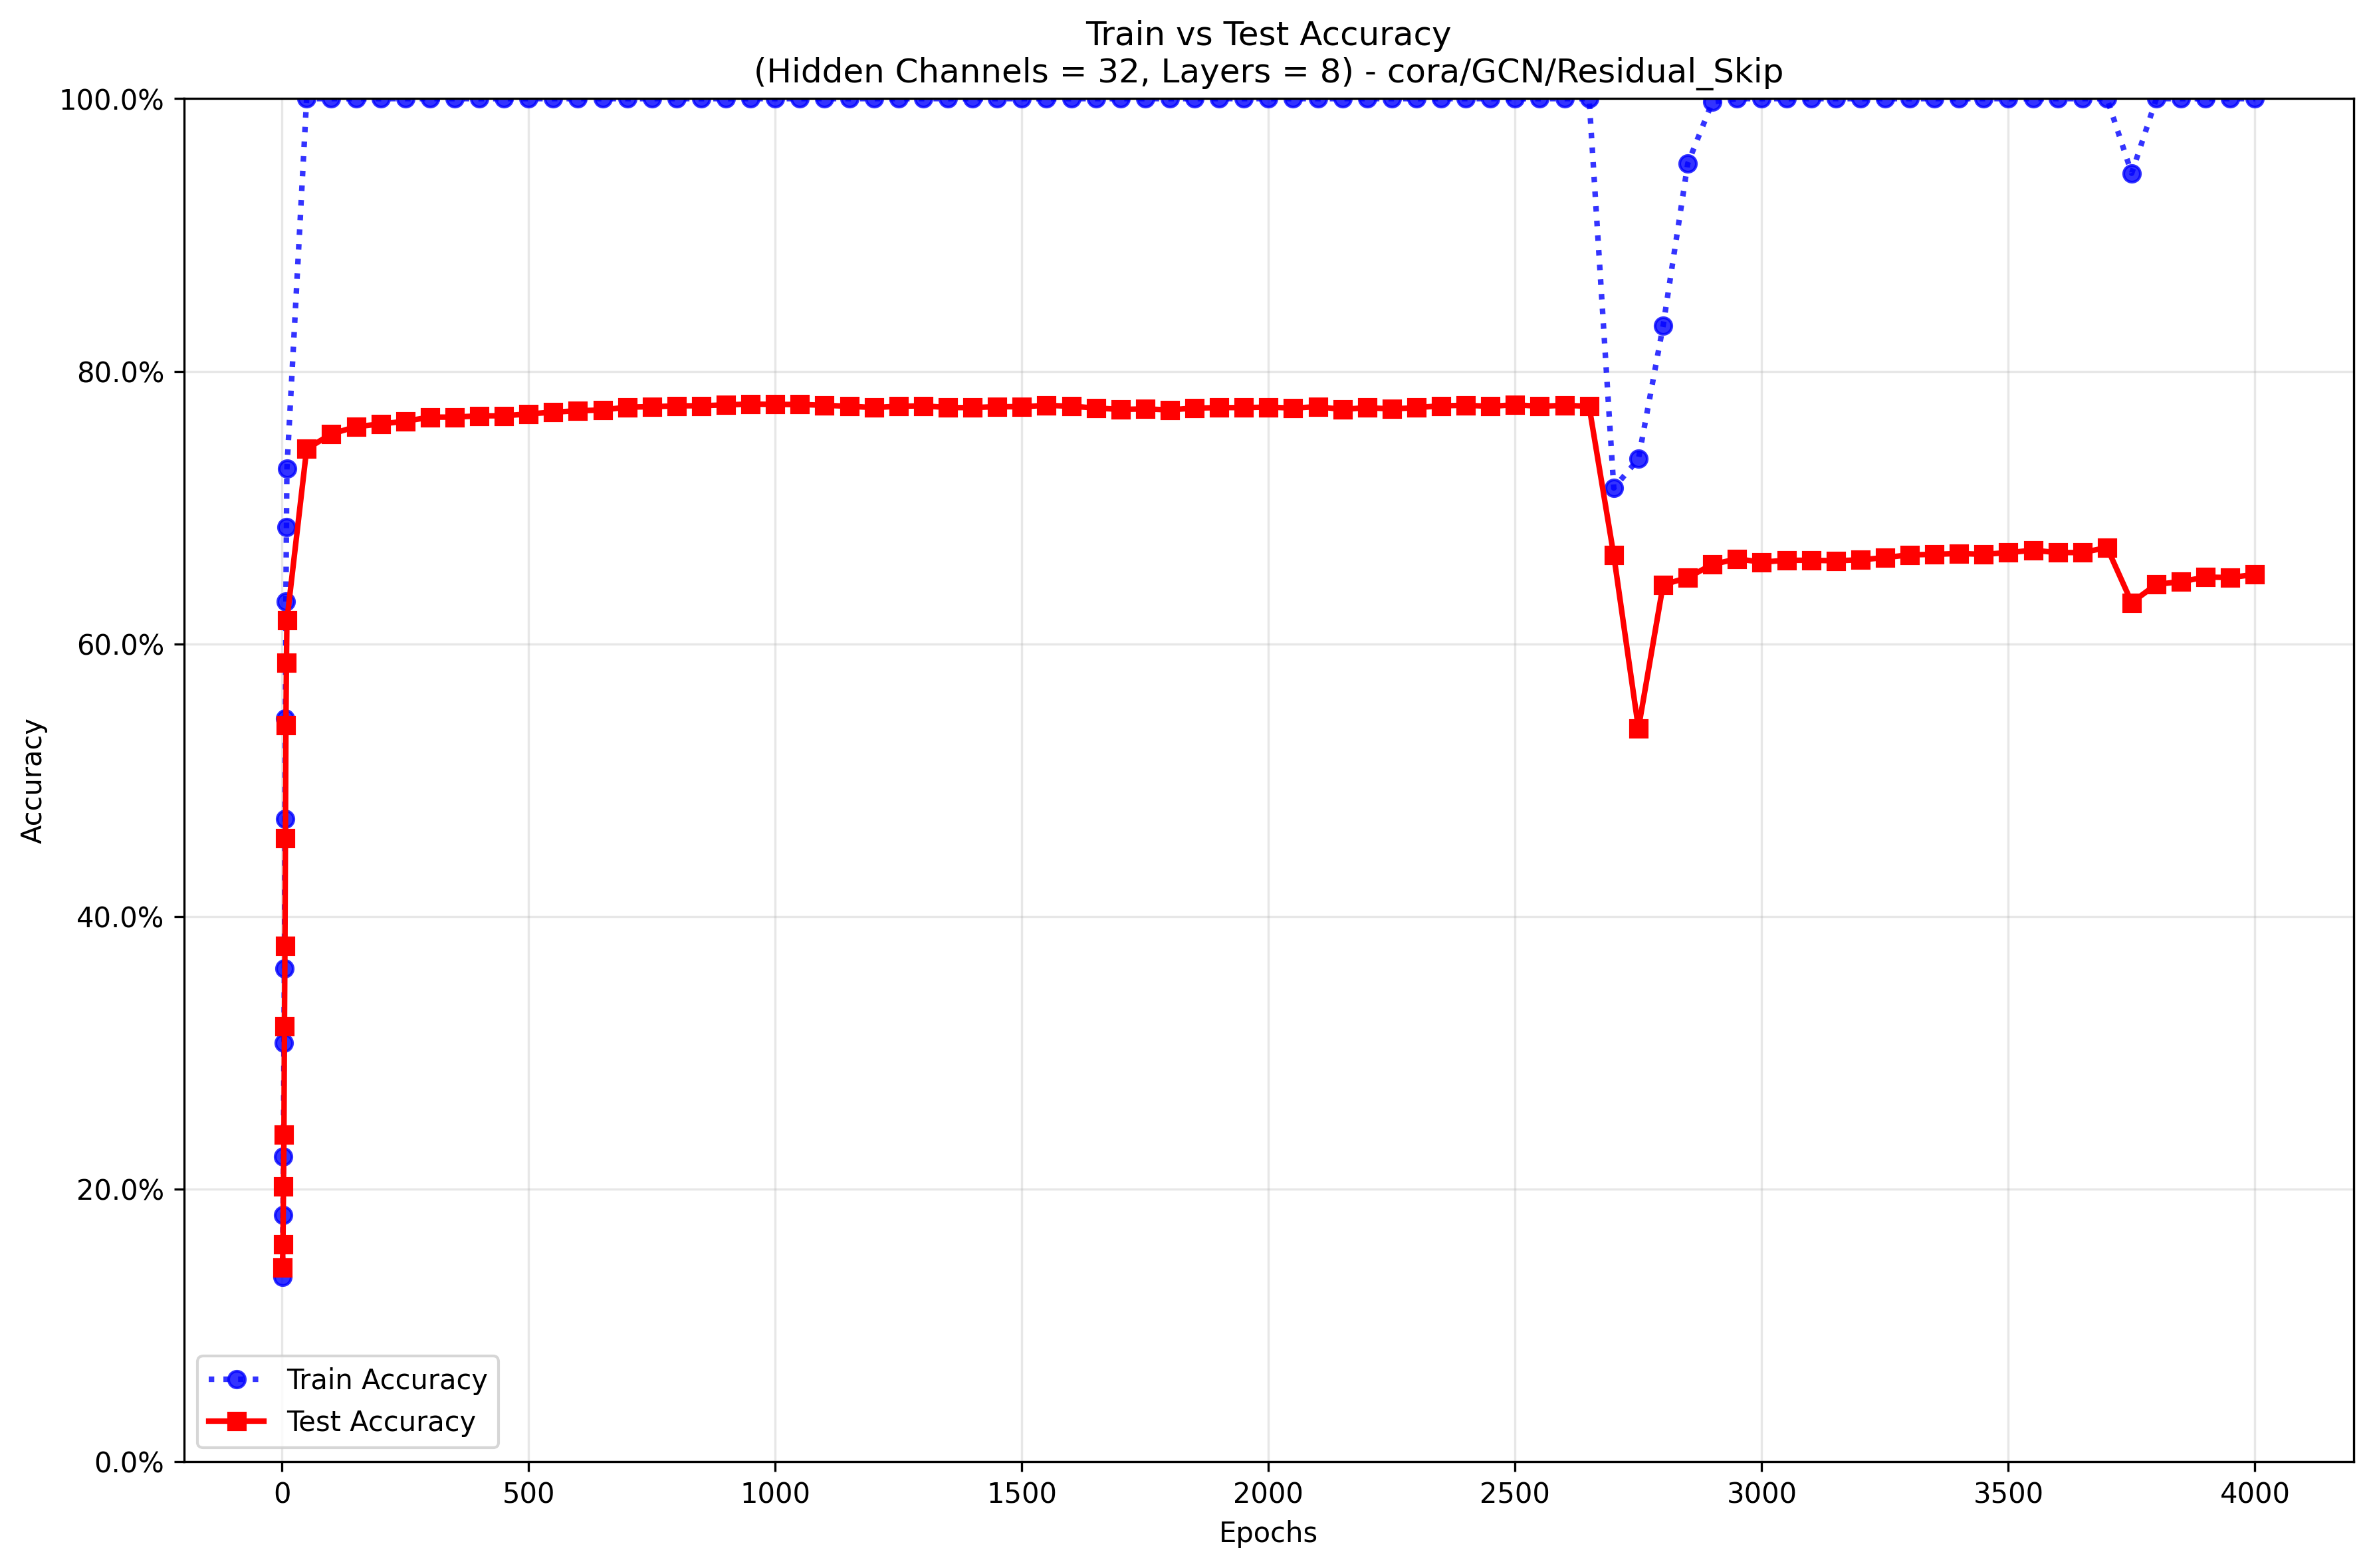 Train vs Test Accuracy
(Hidden Channels = 32, Layers = 8) - cora/GCN/Residual_Skip
100.0%
80.0%
60.0%
40.0%
20.0%
0.0%
Accuracy
Train Accuracy
Test Accuracy
0 500 1000 1500 2000 2500 3000 3500 4000
Epochs